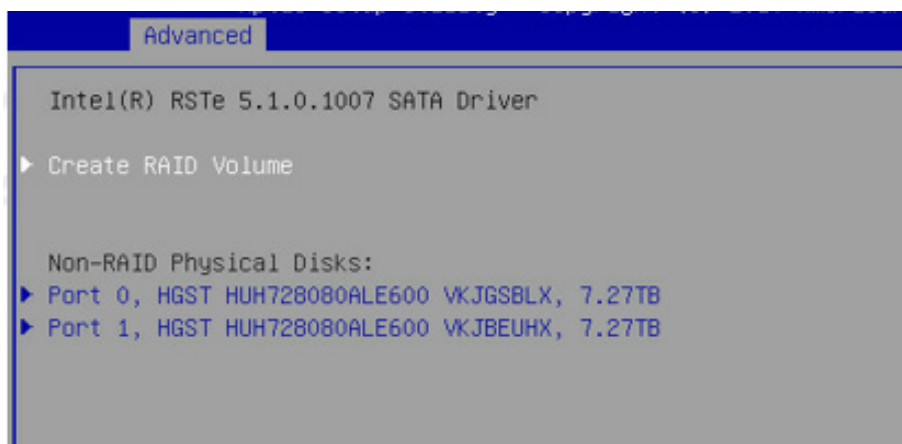 Advanced
Intel(R) RSTe 5.1.0.1007 SATA Driver
Create RAID Volume
Non-RAID Physical Disks:
Port 0, HGST HUH728080ALE600 VKJGSBLX, 7.27TB
Port 1, HGST HUH728080ALE600 VKJBEUHX, 7.27TB